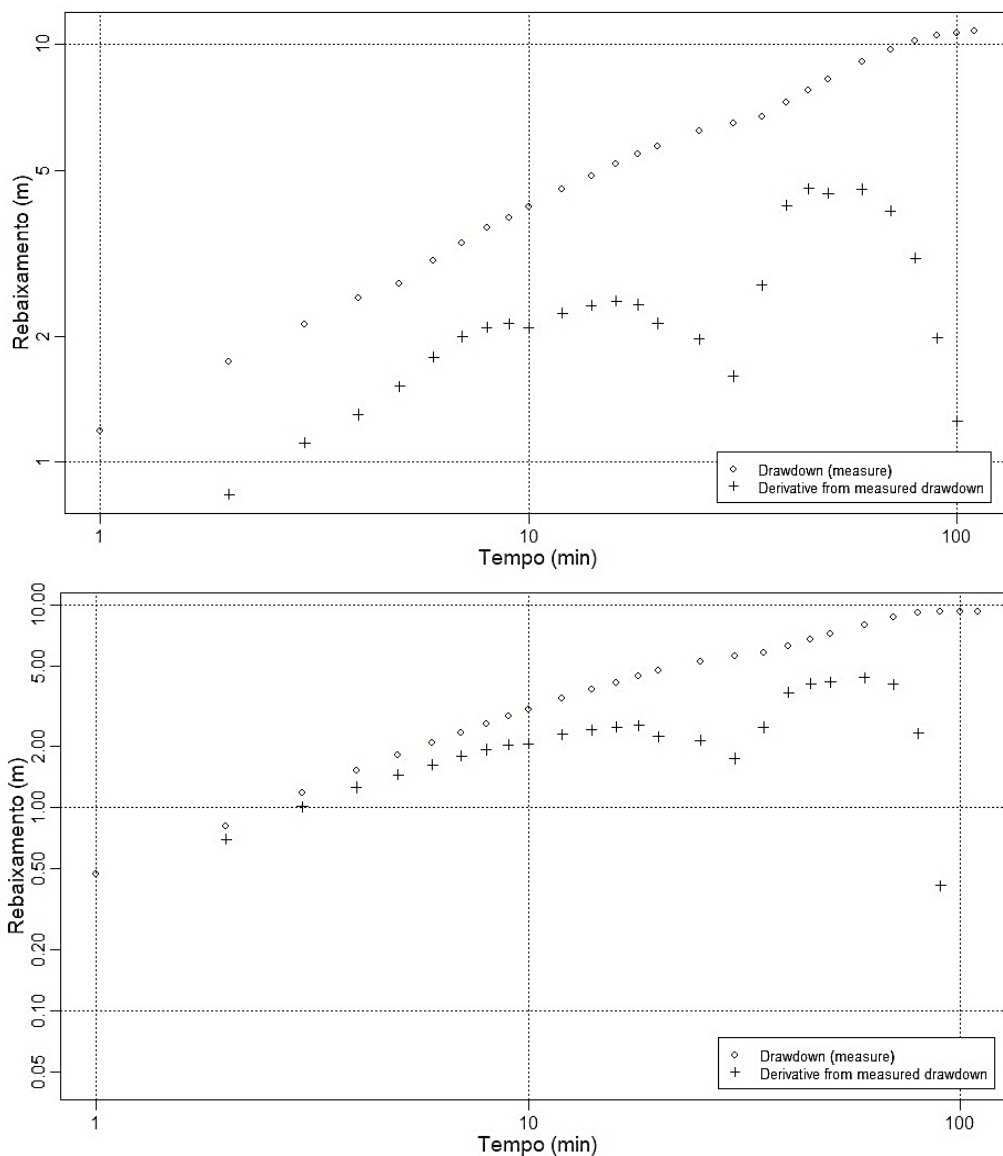 10
5
2
1
Rebaixamento (m)
Drawdown (measure)
Derivative from measured drawdown
1
10
100
Tempo (min)
10.00
5.00
2.00
1.00
0.50
0.20
0.10
0.05
Rebaixamento (m)
Drawdown (measure)
Derivative from measured drawdown
1
10
100
Tempo (min)